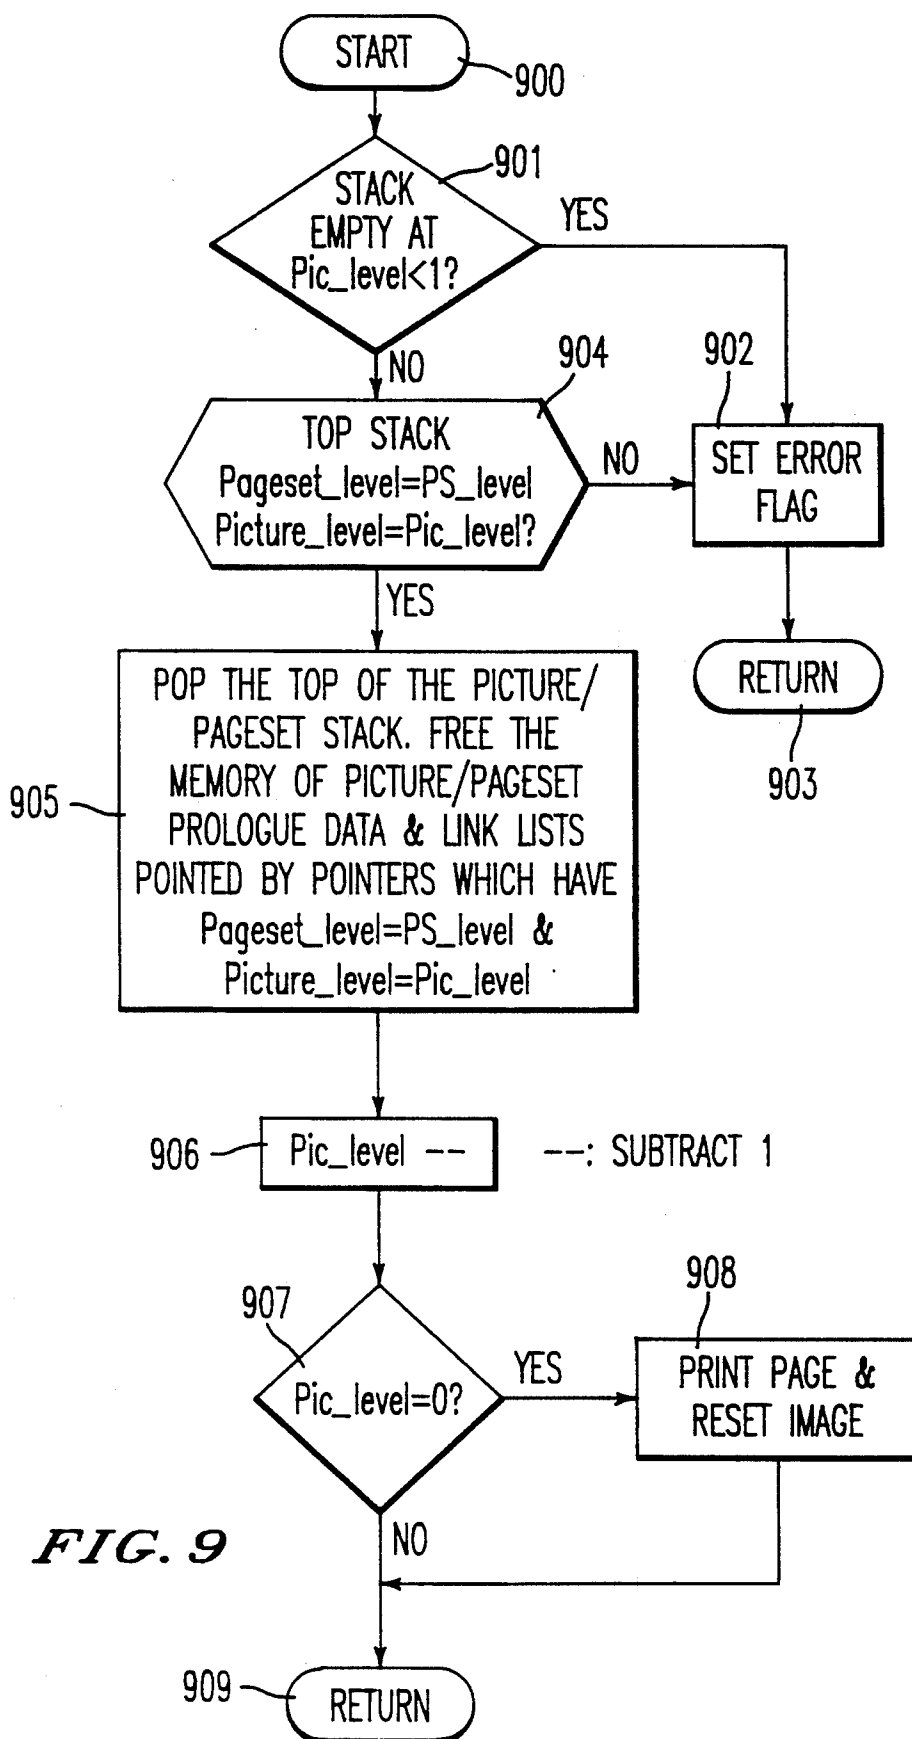 START
900
901
STACK
EMPTY AT
Pic_level<1?
YES
NO
904
902
TOP STACK
Pageset_level=PS_level
Picture_level=Pic_level?
NO
SET ERROR
FLAG
YES
RETURN
903
905
POP THE TOP OF THE PICTURE/
PAGESET STACK. FREE THE
MEMORY OF PICTURE/PAGESET
PROLOGUE DATA & LINK LISTS
POINTED BY POINTERS WHICH HAVE
Pageset_level=PS_level &
Picture_level=Pic_level
906
Pic_level --
--: SUBTRACT 1
907
Pic_level=0?
YES
908
PRINT PAGE &
RESET IMAGE
NO
FIG. 9
909
RETURN